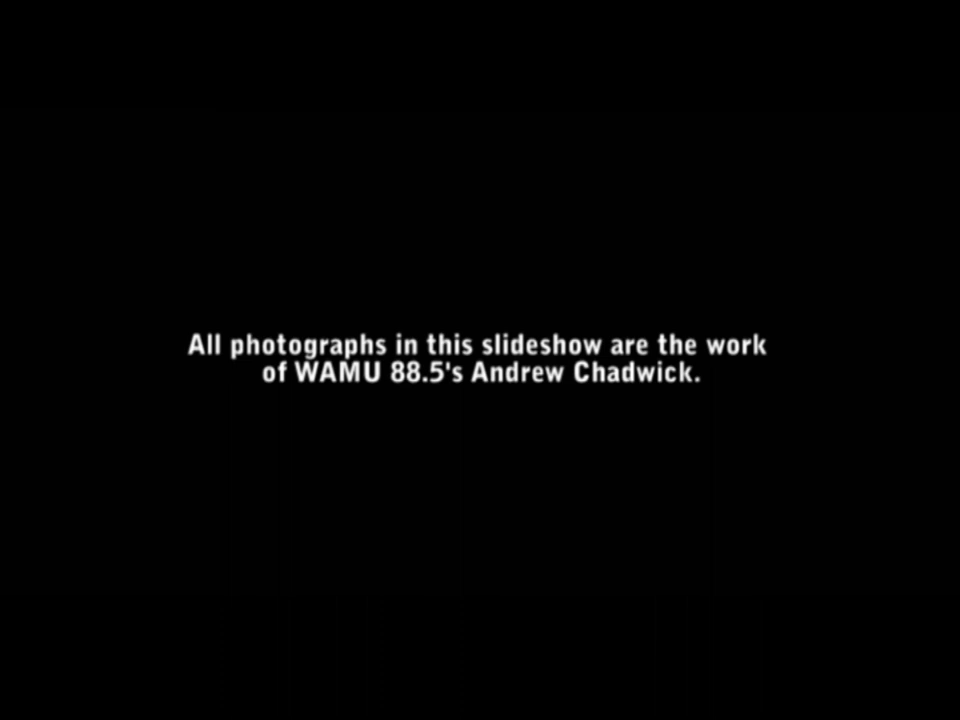 All photographs in this slideshow are the work
of WAMU 88.5's Andrew Chadwick.